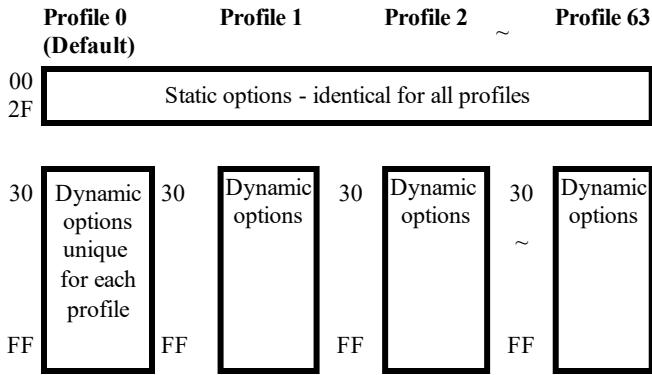 Profile 0 Profile 1 Profile 2 ~ Profile 63
(Default)
00
2F
Static options - identical for all profiles
30 Dynamic 30 Dynamic 30 Dynamic 30 Dynamic
options options options options
unique ~
for each
profile
FF FF FF FF